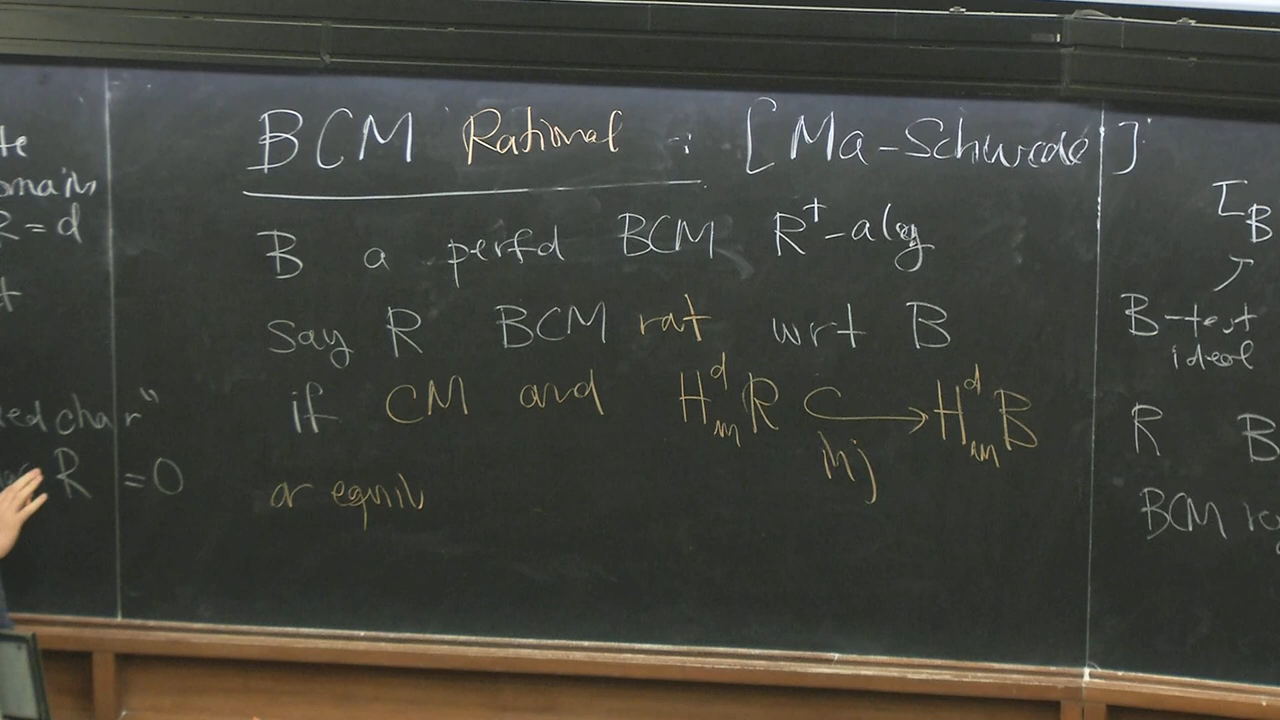 BCM Rational : [Ma-Schwede]
B a perfd BCM R⁺-alg
Say R BCM rat wrt B
if CM and H^d_m R ↪ H^d_m B
inj
or equiv
R = d
R = 0
I_B
B-test
ideal
R B
BCM